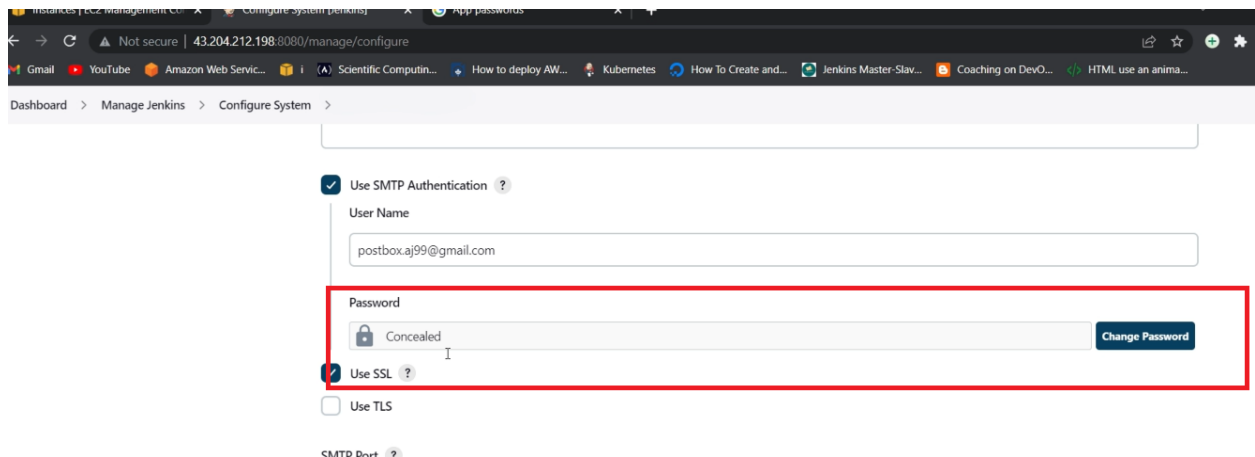 Instances | EC2 Management Con
Configure System [Jenkins]
App passwords
Not secure | 43.204.212.198:8080/manage/configure
Gmail YouTube Amazon Web Servic... i Scientific Computin... How to deploy AW... Kubernetes How To Create and... Jenkins Master-Slav... Coaching on DevO... HTML use an anima...
Dashboard > Manage Jenkins > Configure System >
Use SMTP Authentication ?
User Name
postbox.aj99@gmail.com
Password
Concealed
Change Password
Use SSL ?
Use TLS
SMTP Port ?